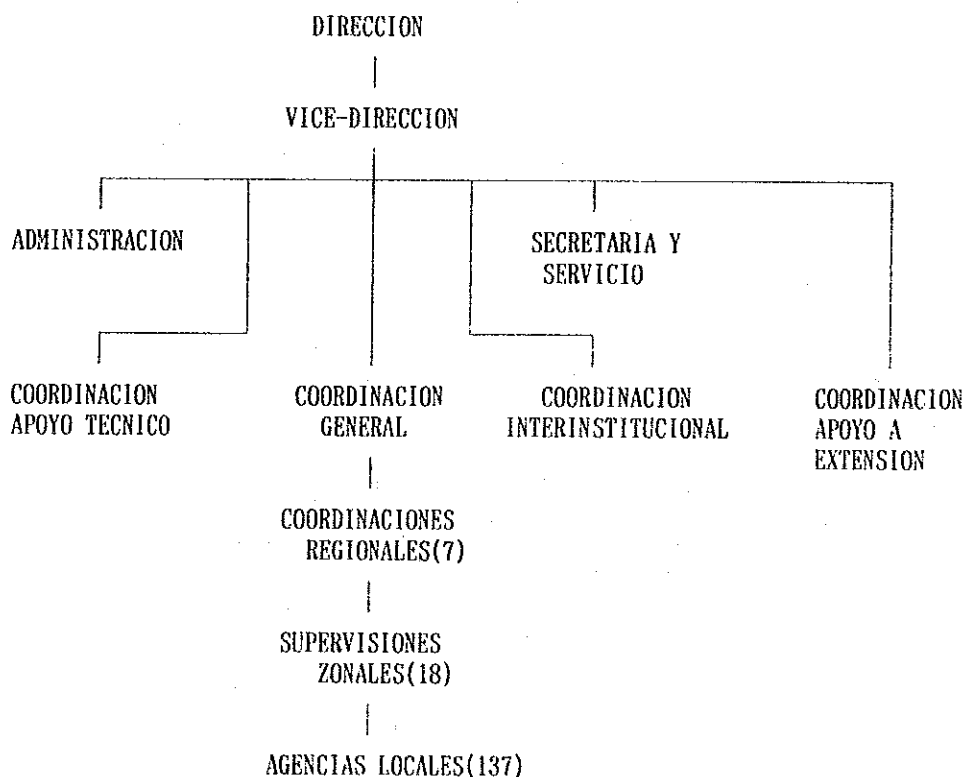 DIRECCION
VICE-DIRECCION
ADMINISTRACION
SECRETARIA Y
SERVICIO
COORDINACION
APOYO TECNICO
COORDINACION
GENERAL
COORDINACION
INTERINSTITUCIONAL
COORDINACION
APOYO A
EXTENSION
COORDINACIONES
REGIONALES(7)
SUPERVISIONES
ZONALES(18)
AGENCIAS LOCALES(137)